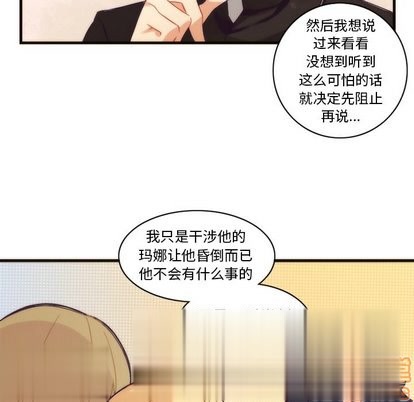 然后我想说
过来看看
没想到听到
这么可怕的话
就决定先阻止
再说...
我只是干涉他的
玛娜让他昏倒而已
他不会有什么事的